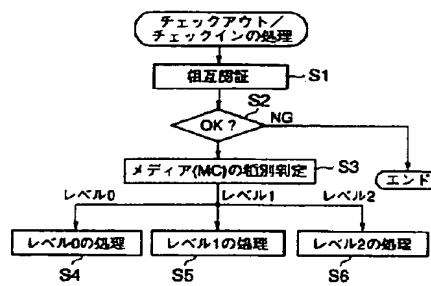 チェックアウト／
チェックインの処理
相互認証
S1
S2
OK？
NG
メディア(MC)の種別判定
S3
エンド
レベル0
レベル1
レベル2
レベル0の処理
レベル1の処理
レベル2の処理
S4
S5
S6